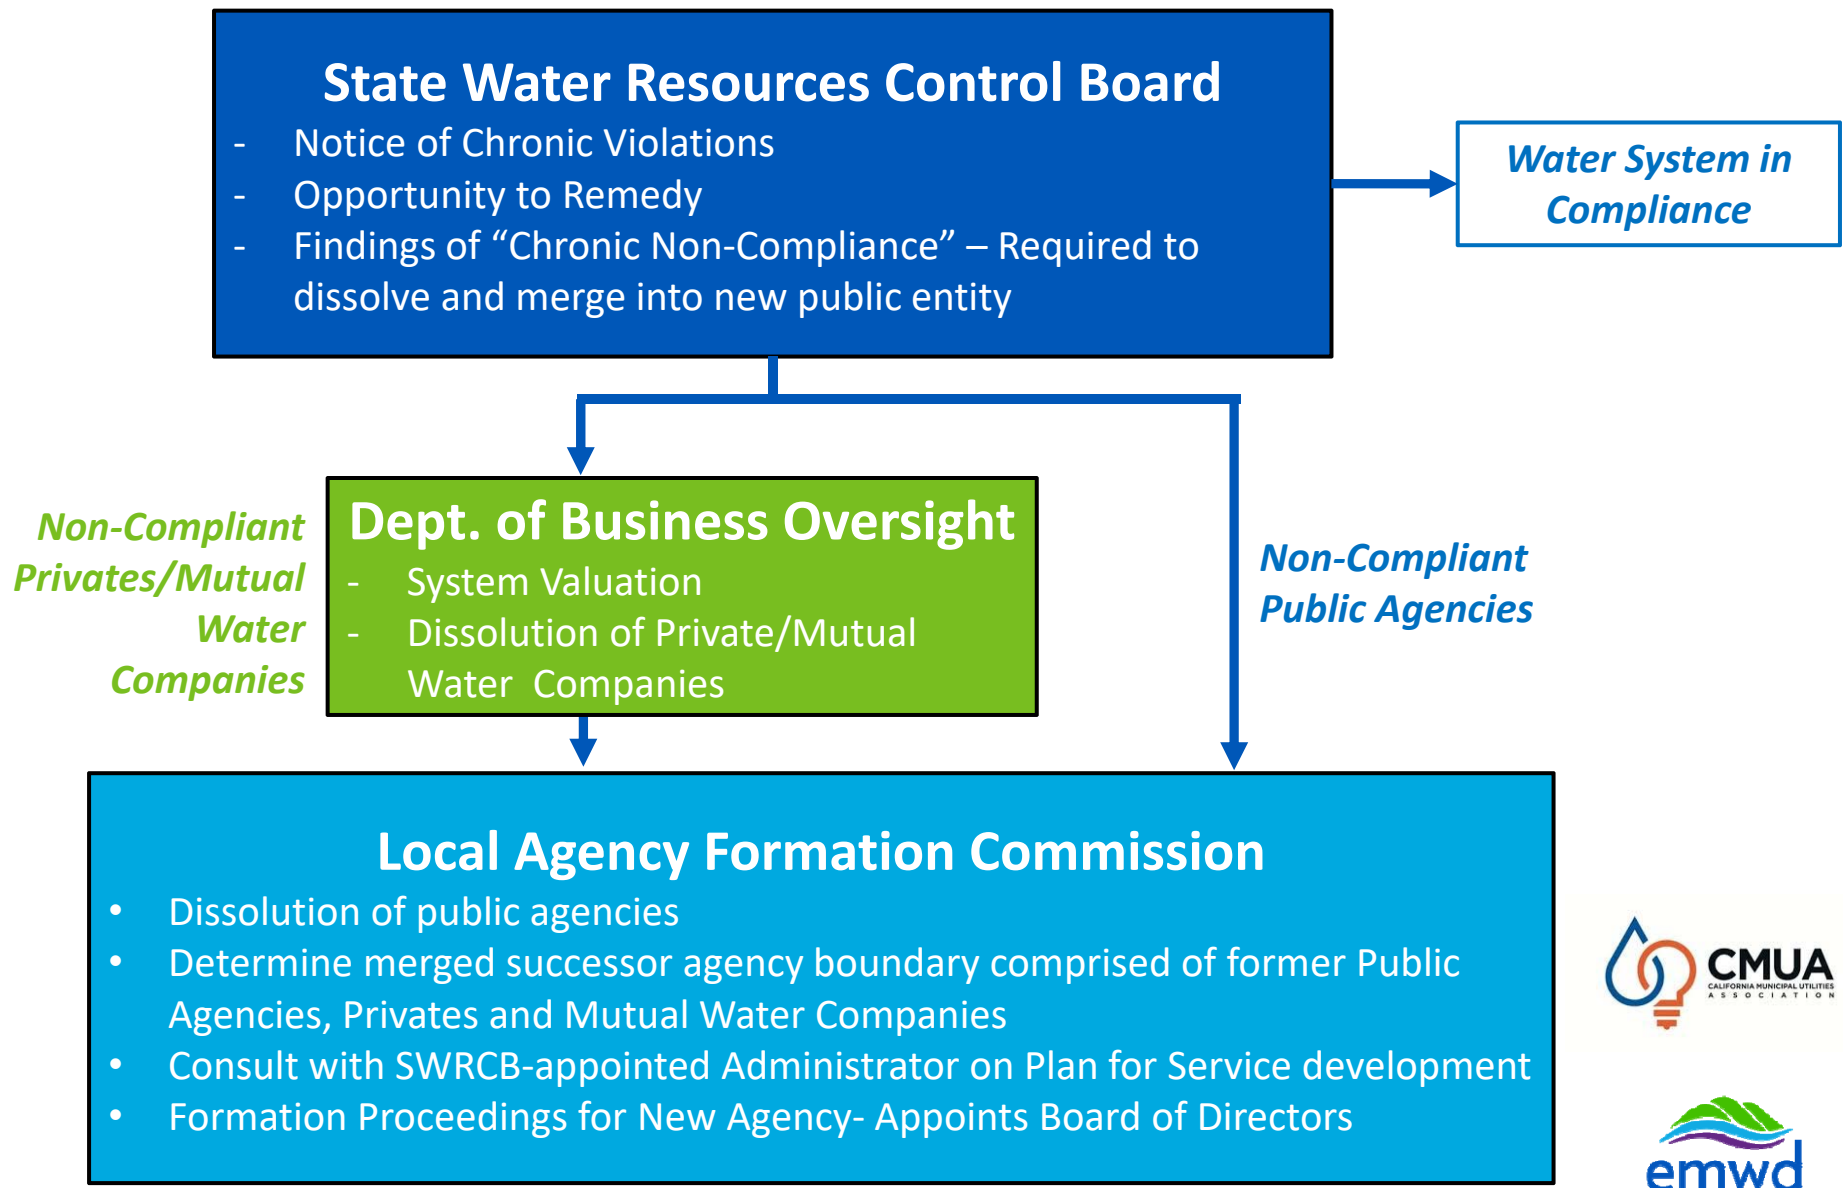 State Water Resources Control Board
- Notice of Chronic Violations
- Opportunity to Remedy
- Findings of “Chronic Non-Compliance” – Required to
dissolve and merge into new public entity
Water System in
Compliance
Non-Compliant
Privates/Mutual
Water
Companies
Dept. of Business Oversight
- System Valuation
- Dissolution of Private/Mutual
Water Companies
Non-Compliant
Public Agencies
Local Agency Formation Commission
• Dissolution of public agencies
• Determine merged successor agency boundary comprised of former Public
Agencies, Privates and Mutual Water Companies
• Consult with SWRCB-appointed Administrator on Plan for Service development
• Formation Proceedings for New Agency- Appoints Board of Directors
CMUA
CALIFORNIA MUNICIPAL UTILITIES
ASSOCIATION
emwd